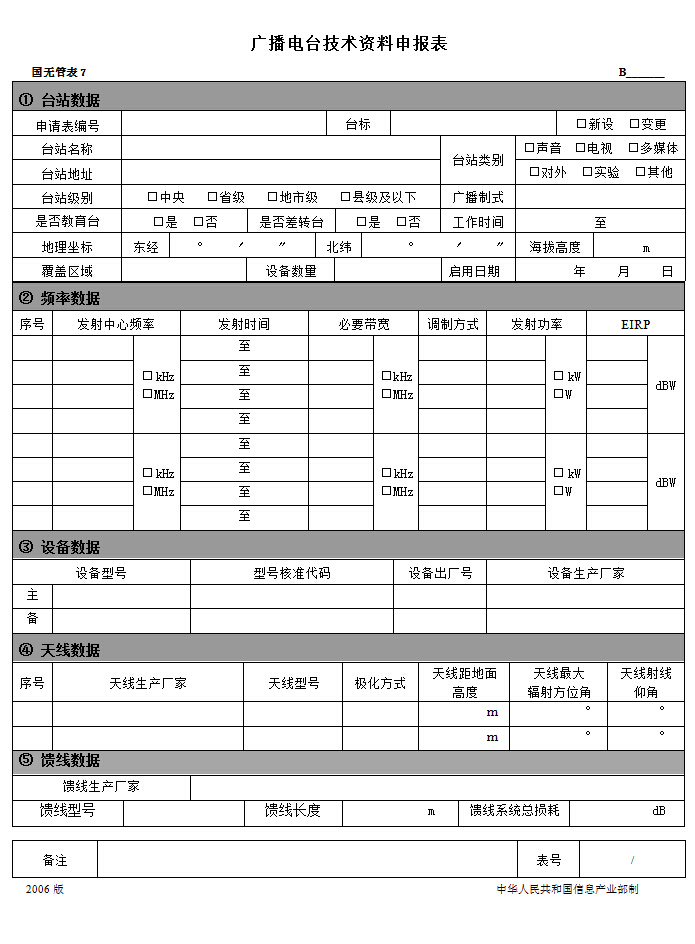 广播电台技术资料申报表
国无管表 7 B______
① 台站数据
申请表编号 台标 □新设 □变更
台站名称 台站类别 □声音 □电视 □多媒体
台站地址 □对外 □实验 □其他
台站级别 □中央 □省级 □地市级 □县级及以下 广播制式
是否教育台 □是 □否 是否差转台 □是 □否 工作时间 至
地理坐标 东经 ° ′ ″ 北纬 ° ′ ″ 海拔高度 m
覆盖区域 设备数量 启用日期 年 月 日
② 频率数据
序号 发射中心频率 发射时间 必要带宽 调制方式 发射功率 EIRP
至
至
□ kHz □kHz □ kW dBW
□MHz □MHz □W
至
至
至
至
□ kHz □kHz □ kW dBW
□MHz □MHz □W
至
至
③ 设备数据
设备型号 型号核准代码 设备出厂号 设备生产厂家
主
备
④ 天线数据
序号 天线生产厂家 天线型号 极化方式 天线距地面高度 天线最大辐射方位角 天线射线仰角
m ° °
m ° °
⑤ 馈线数据
馈线生产厂家
馈线型号 馈线长度 m 馈线系统总损耗 dB
备注 表号 /
2006 版 中华人民共和国信息产业部制